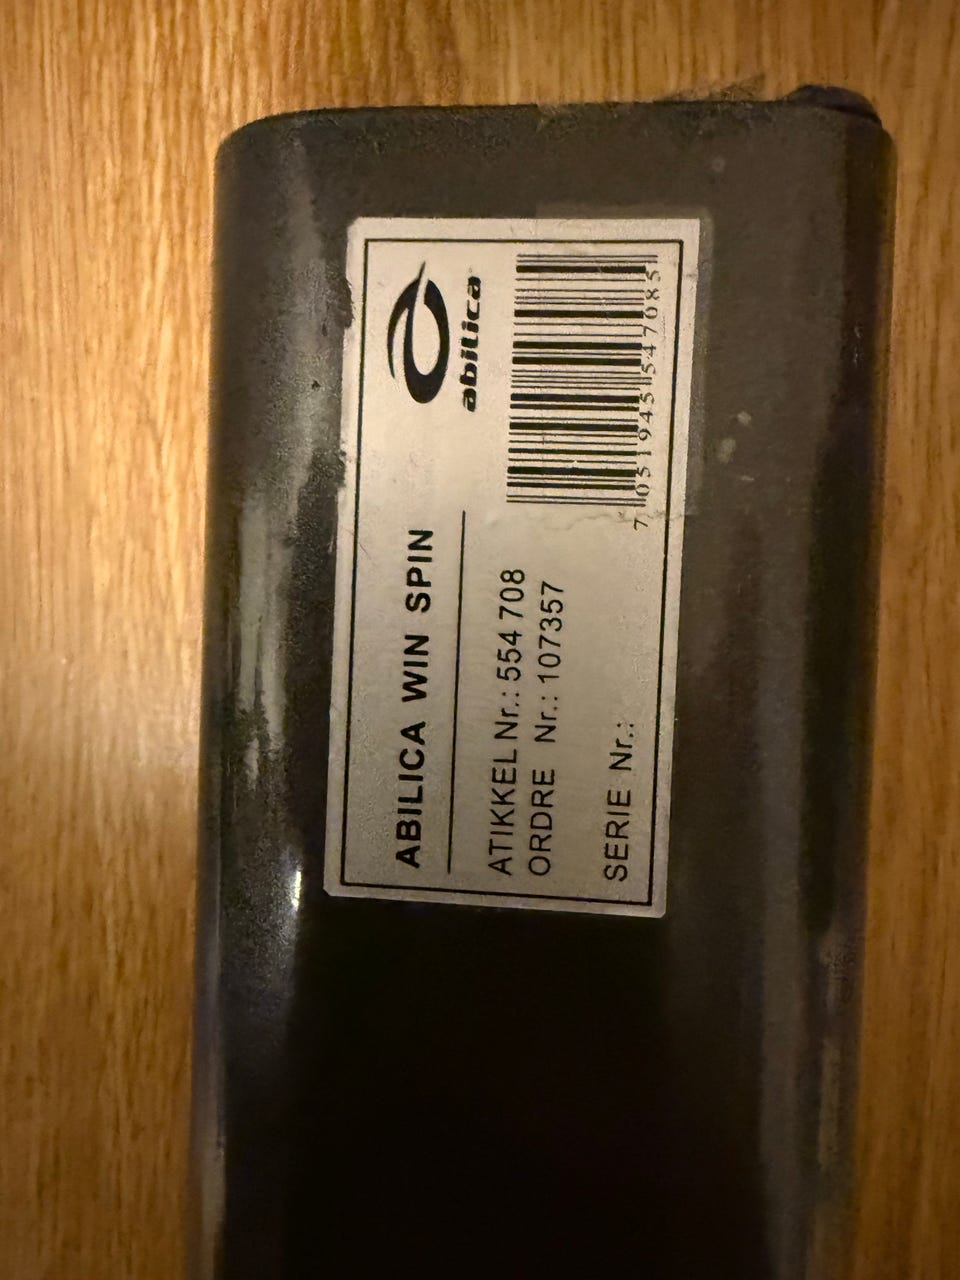 abilica
ABILICA WIN SPIN
ATIKKEL Nr.: 554 708
ORDRE Nr.: 107357
SERIE Nr.:
7 051945 547085